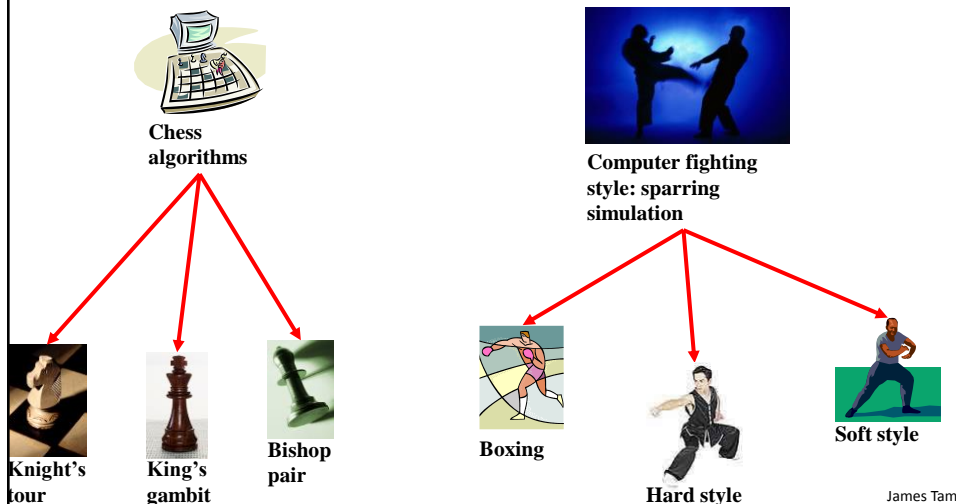 Chess
algorithms
Computer fighting
style: sparring
simulation
Knight's
tour
King's
gambit
Bishop
pair
Boxing
Hard style
Soft style
James Tam